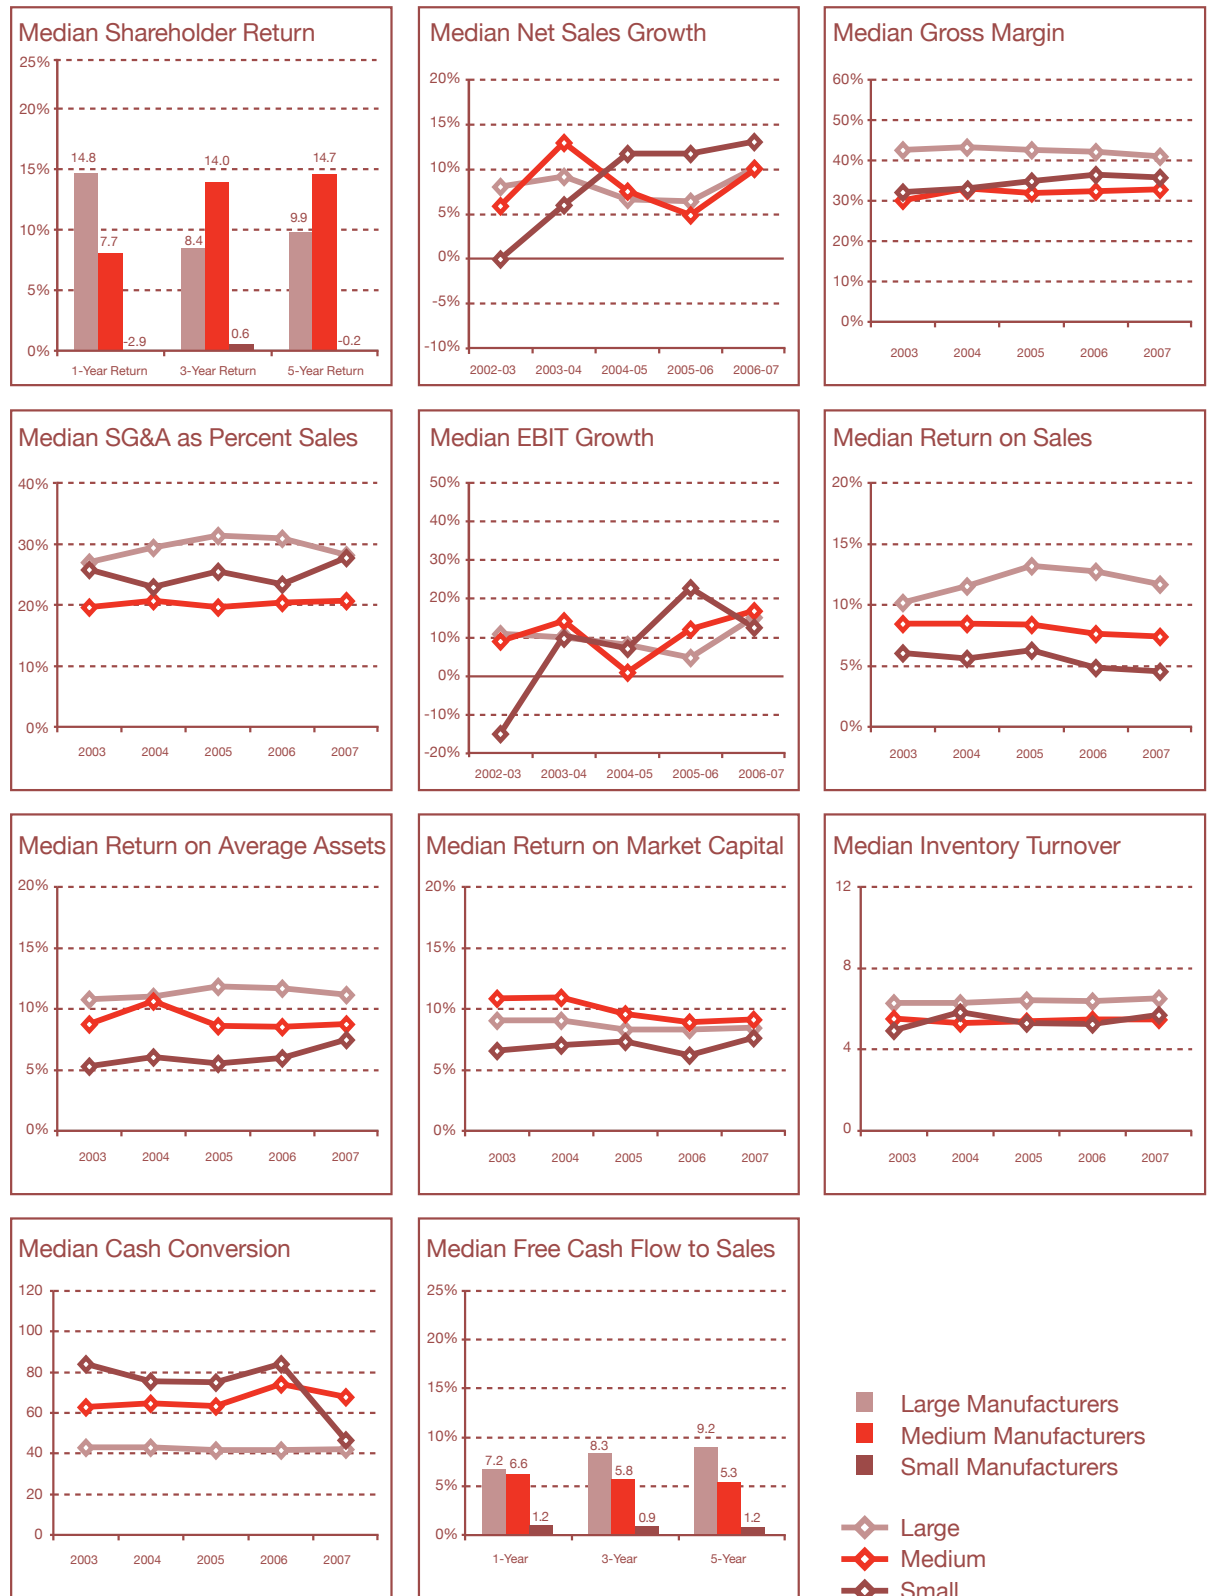 Median Shareholder Return
25%
20%
15%
10%
5%
0%
14.8
7.7
-2.9
8.4
14.0
0.6
9.9
14.7
-0.2
1-Year Return 3-Year Return 5-Year Return
Median Net Sales Growth
20%
15%
10%
5%
0%
-5%
-10%
2002-03 2003-04 2004-05 2005-06 2006-07
Median Gross Margin
60%
50%
40%
30%
20%
10%
0%
2003 2004 2005 2006 2007
Median SG&A as Percent Sales
40%
30%
20%
10%
0%
2003 2004 2005 2006 2007
Median EBIT Growth
50%
40%
30%
20%
10%
0%
-10%
-20%
2002-03 2003-04 2004-05 2005-06 2006-07
Median Return on Sales
20%
15%
10%
5%
0%
2003 2004 2005 2006 2007
Median Return on Average Assets
20%
15%
10%
5%
0%
2003 2004 2005 2006 2007
Median Return on Market Capital
20%
15%
10%
5%
0%
2003 2004 2005 2006 2007
Median Inventory Turnover
12
8
4
0
2003 2004 2005 2006 2007
Median Cash Conversion
120
100
80
60
40
20
0
2003 2004 2005 2006 2007
Median Free Cash Flow to Sales
25%
20%
15%
10%
5%
0%
7.2 6.6
1.2
8.3
5.8
0.9
9.2
5.3
1.2
1-Year 3-Year 5-Year
Large Manufacturers
Medium Manufacturers
Small Manufacturers
Large
Medium
Small